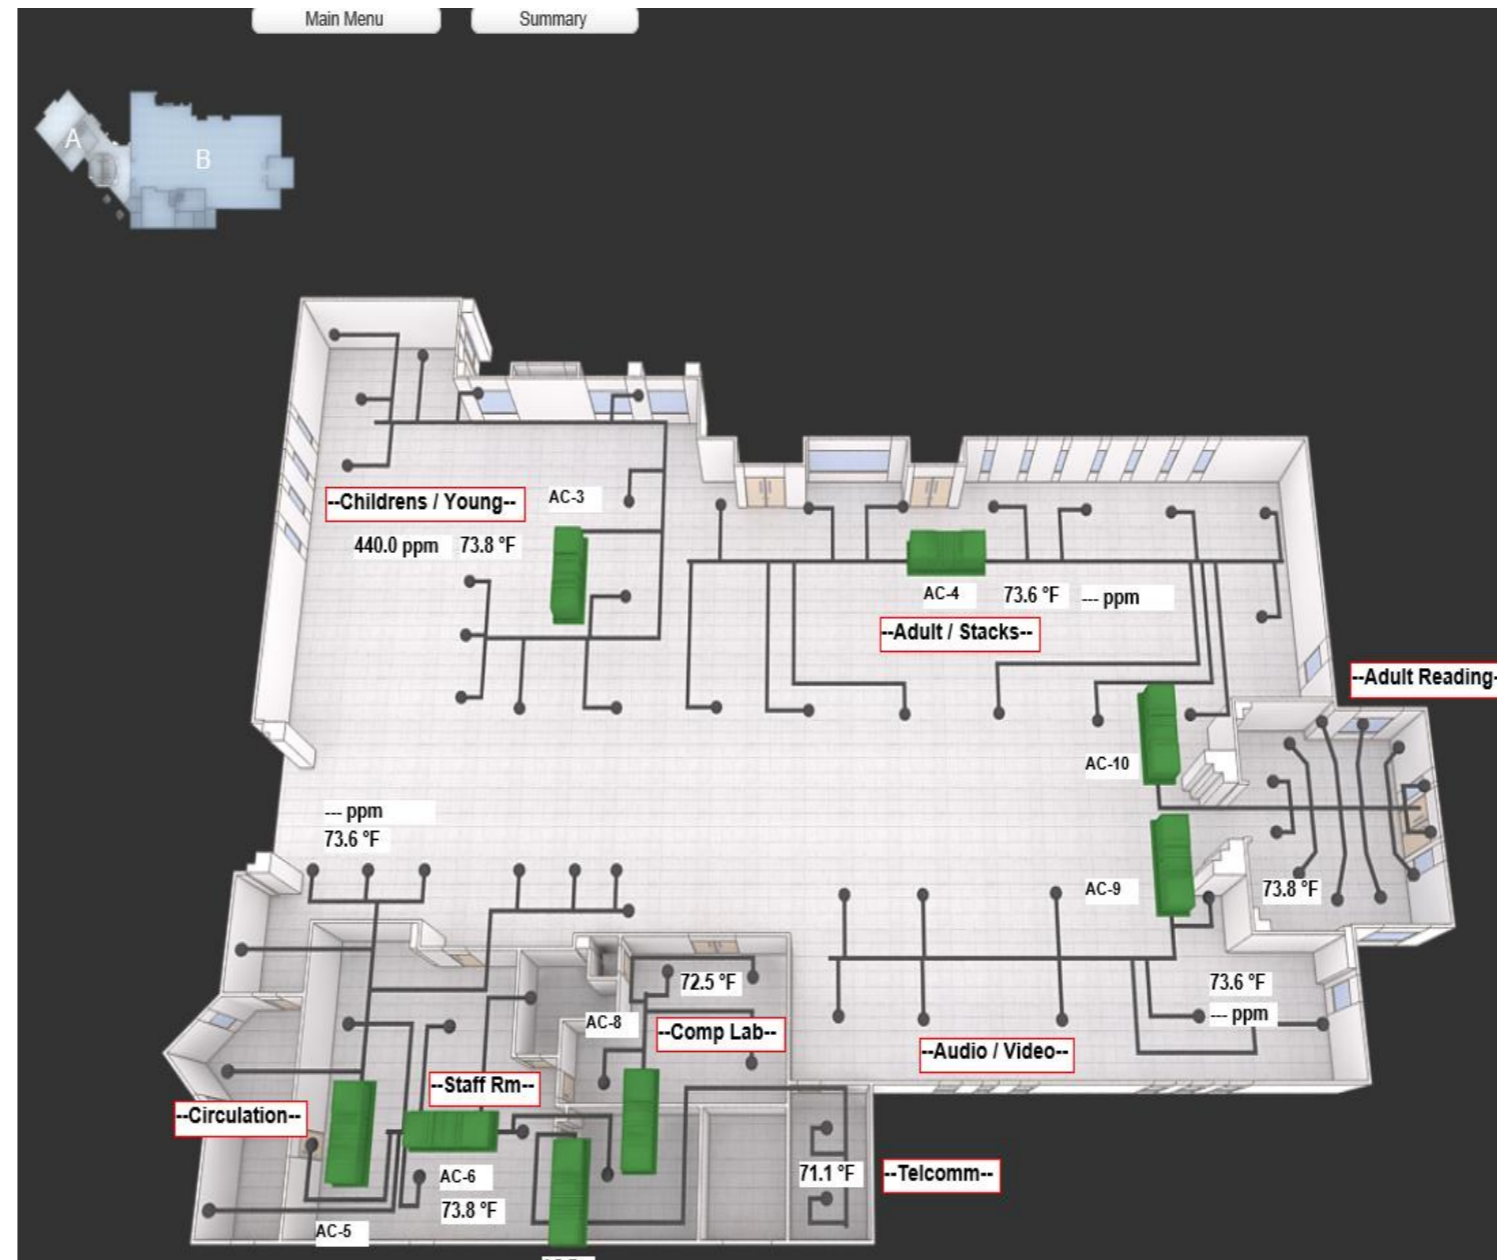 Main Menu
Summary
A
B
--Childrens / Young--
AC-3
440.0 ppm
73.8 °F
AC-4
73.6 °F
--- ppm
--Adult / Stacks--
--Adult Reading-
AC-10
--- ppm
73.6 °F
AC-9
73.8 °F
72.5 °F
73.6 °F
--- ppm
AC-8
--Comp Lab--
--Audio / Video--
--Staff Rm--
--Circulation--
AC-6
73.8 °F
71.1 °F
--Telcomm--
AC-5